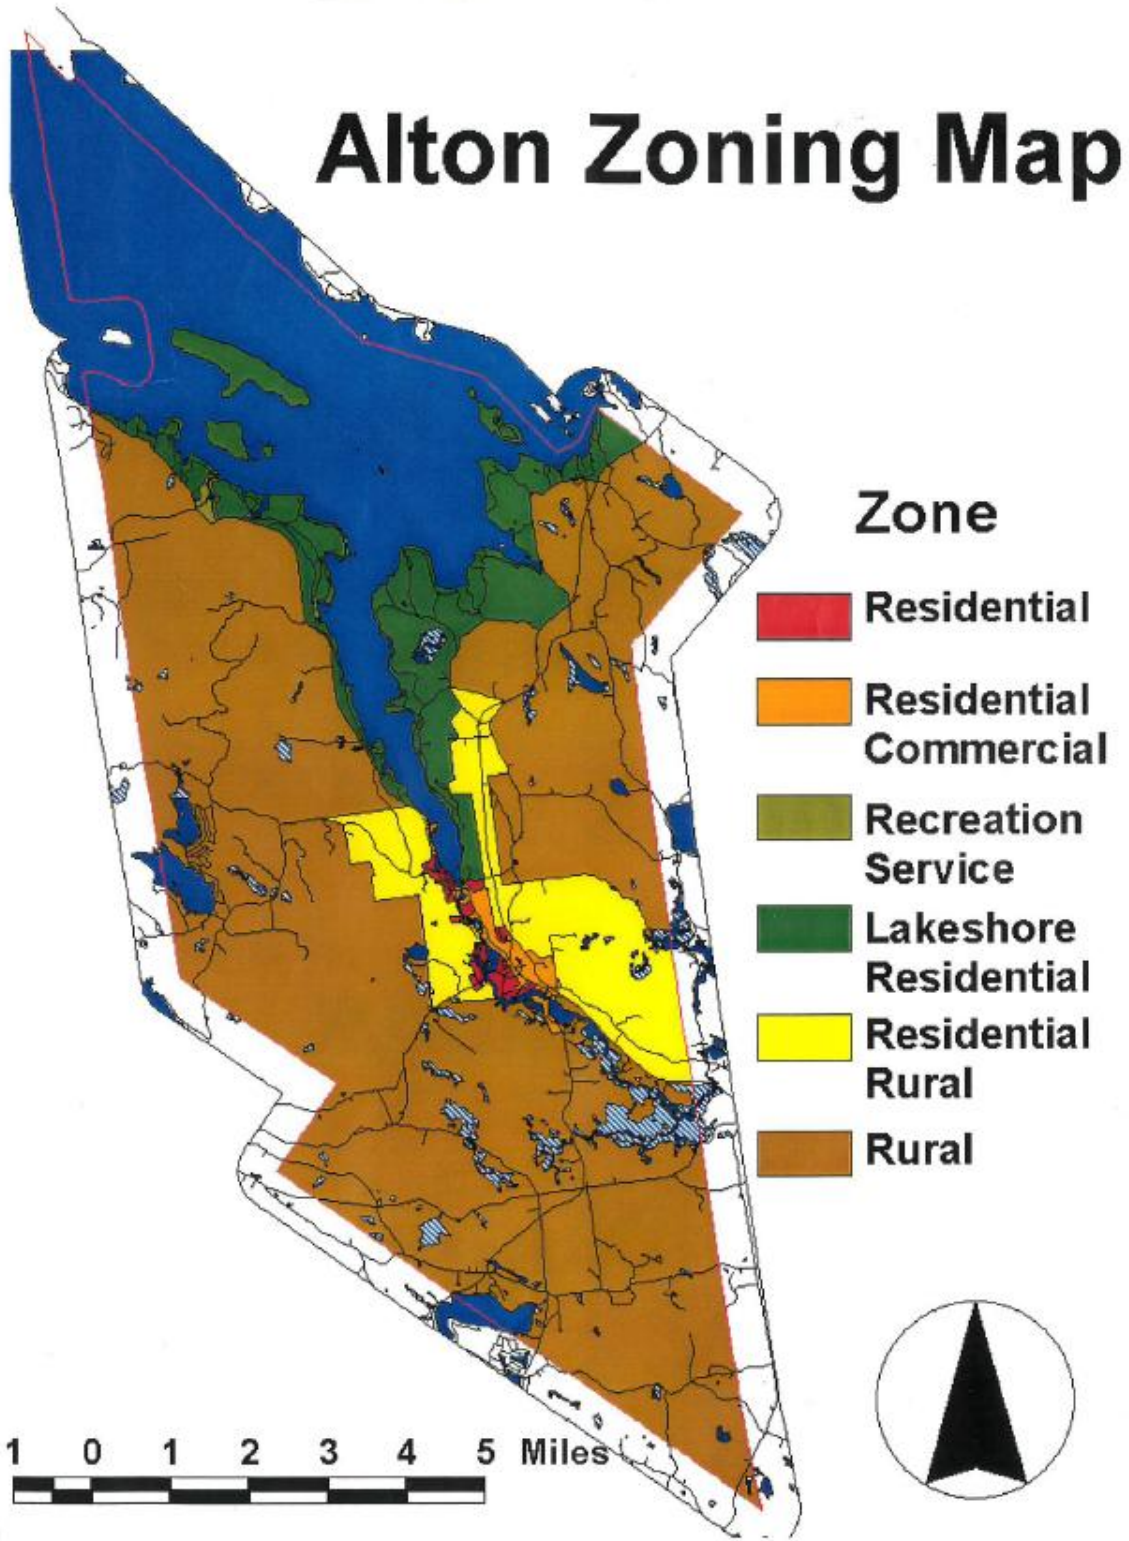 Alton Zoning Map
Zone
Residential
Residential
Commercial
Recreation
Service
Lakeshore
Residential
Residential
Rural
Rural
1 0 1 2 3 4 5 Miles